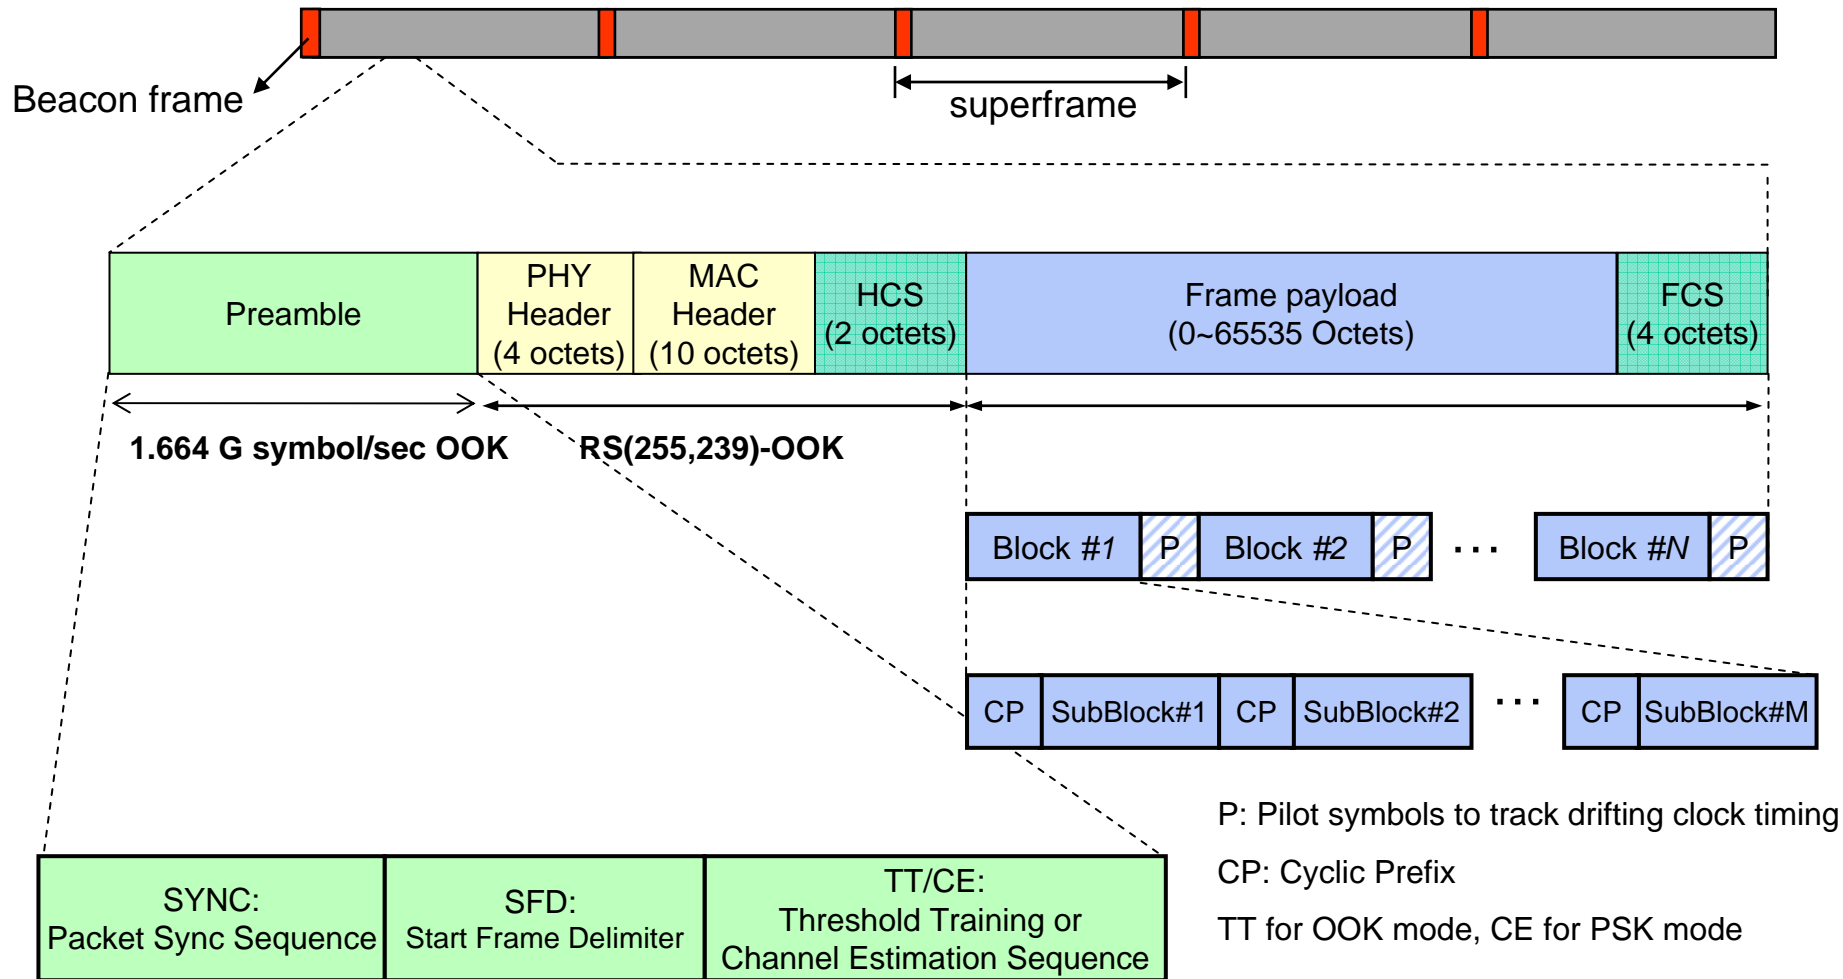 Beacon frame
superframe
Preamble
PHY
Header
(4 octets)
MAC
Header
(10 octets)
HCS
(2 octets)
Frame payload
(0~65535 Octets)
FCS
(4 octets)
1.664 G symbol/sec OOK
RS(255,239)-OOK
Block #1
P
Block #2
P
...
Block #N
P
CP
SubBlock#1
CP
SubBlock#2
...
CP
SubBlock#M
P: Pilot symbols to track drifting clock timing
CP: Cyclic Prefix
TT for OOK mode, CE for PSK mode
SYNC:
Packet Sync Sequence
SFD:
Start Frame Delimiter
TT/CE:
Threshold Training or
Channel Estimation Sequence